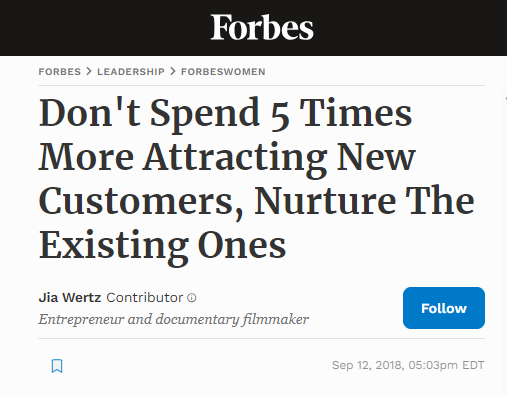 Forbes
FORBES > LEADERSHIP > FORBESWOMEN
Don't Spend 5 Times
More Attracting New
Customers, Nurture The
Existing Ones
Jia Wertz Contributor
Follow
Entrepreneur and documentary filmmaker
Sep 12, 2018, 05:03pm EDT